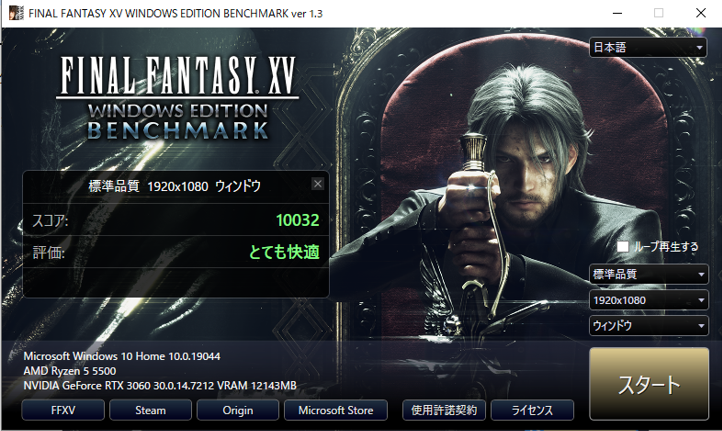 FINAL FANTASY XV WINDOWS EDITION BENCHMARK ver 1.3
日本語
FINAL FANTASY XV
WINDOWS EDITION
BENCHMARK
標準品質 1920x1080 ウィンドウ
スコア: 10032
評価: とても快適
ループ再生する
標準品質
1920x1080
ウィンドウ
Microsoft Windows 10 Home 10.0.19044
AMD Ryzen 5 5500
NVIDIA GeForce RTX 3060 30.0.14.7212 VRAM 12143MB
スタート
FFXV Steam Origin Microsoft Store 使用許諾契約 ライセンス